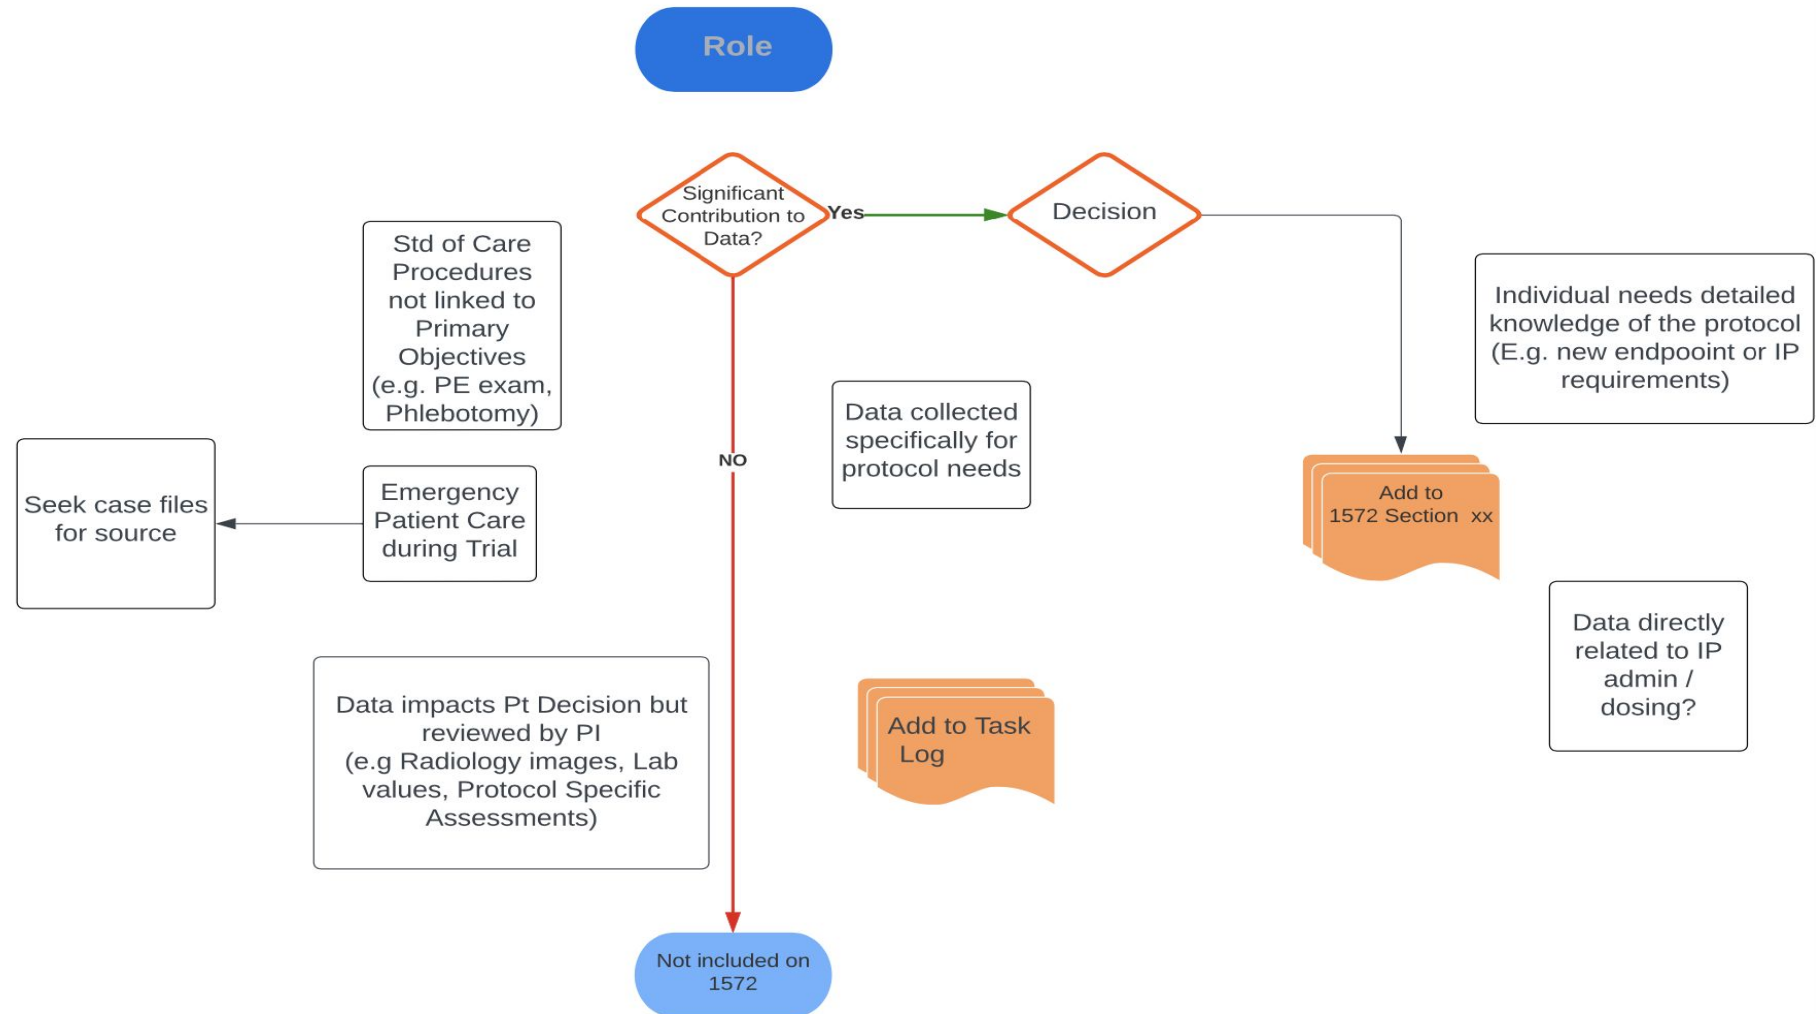 Role
Significant
Contribution to
Data?
Yes
Decision
Std of Care
Procedures
not linked to
Primary
Objectives
(e.g. PE exam,
Phlebotomy)
Individual needs detailed
knowledge of the protocol
(E.g. new endpooint or IP
requirements)
Data collected
specifically for
protocol needs
NO
Seek case files
for source
Emergency
Patient Care
during Trial
Add to
1572 Section xx
Data directly
related to IP
admin /
dosing?
Data impacts Pt Decision but
reviewed by PI
(e.g Radiology images, Lab
values, Protocol Specific
Assessments)
Add to Task
Log
Not included on
1572